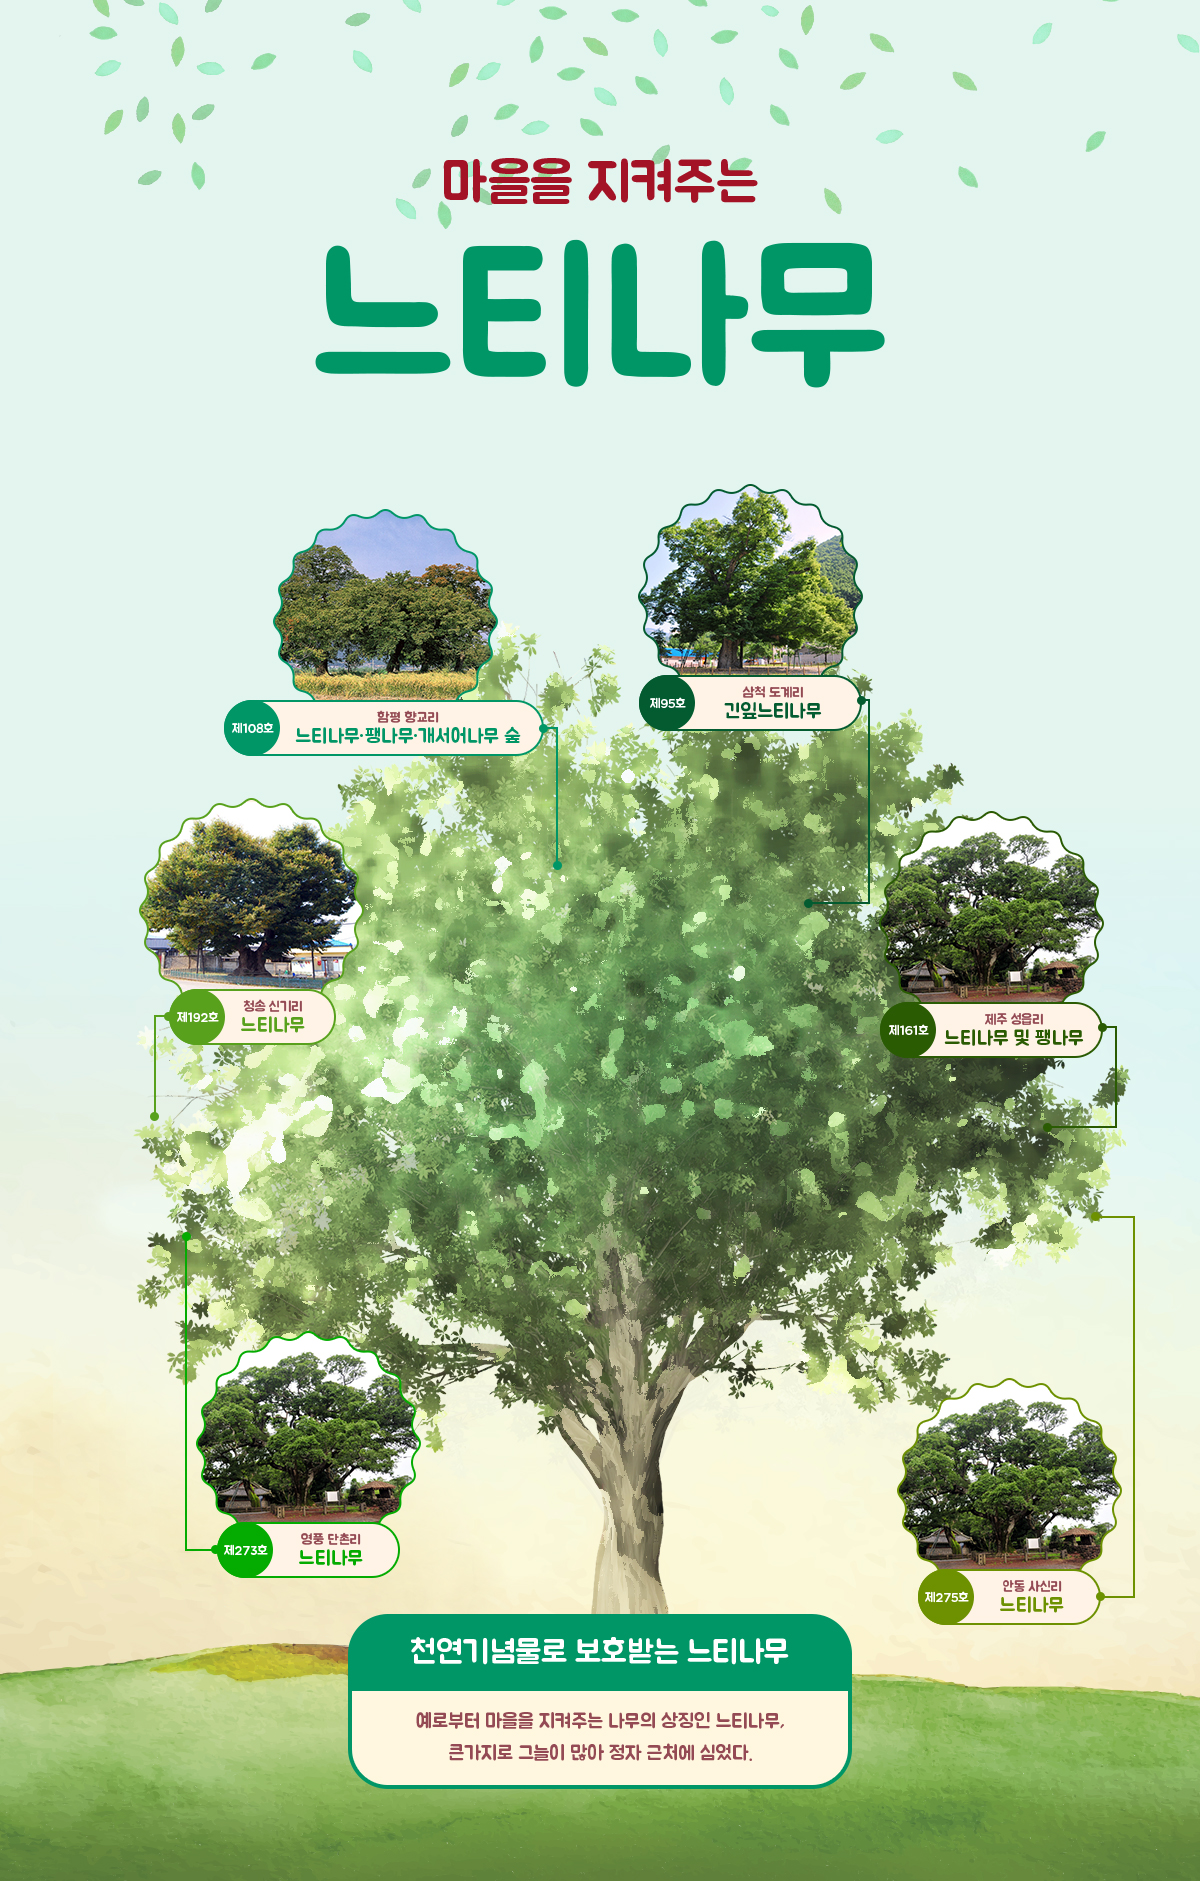 마을을 지켜주는
느티나무
제108호
함평 향교리
느티나무·팽나무·개서어나무 숲
제95호
삼척 도계리
긴잎느티나무
제192호
청송 신기리
느티나무
제161호
제주 성읍리
느티나무 및 팽나무
제273호
영풍 단촌리
느티나무
제275호
안동 사신리
느티나무
천연기념물로 보호받는 느티나무
예로부터 마을을 지켜주는 나무의 상징인 느티나무,
큰가지로 그늘이 많아 정자 근처에 심었다.